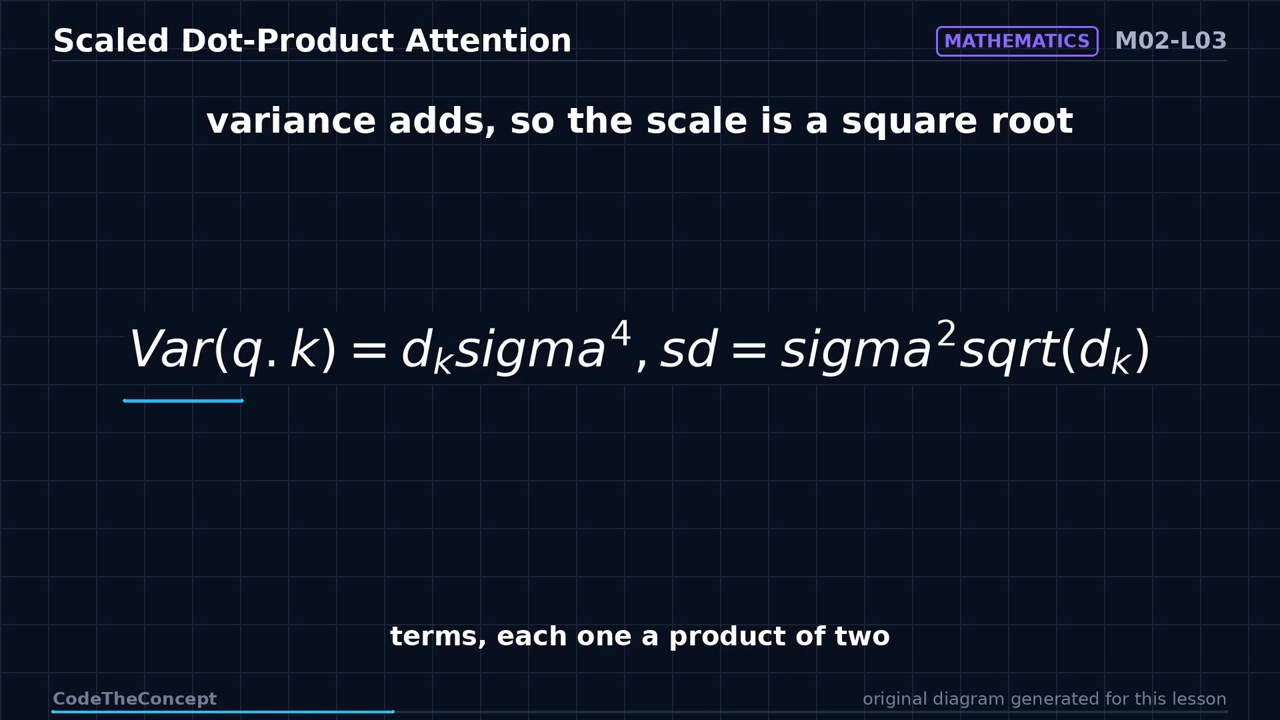 Scaled Dot-Product Attention
MATHEMATICS M02-L03
variance adds, so the scale is a square root
Var(q.k) = d_k sigma^4, sd = sigma^2 sqrt(d_k)
terms, each one a product of two
CodeTheConcept
original diagram generated for this lesson